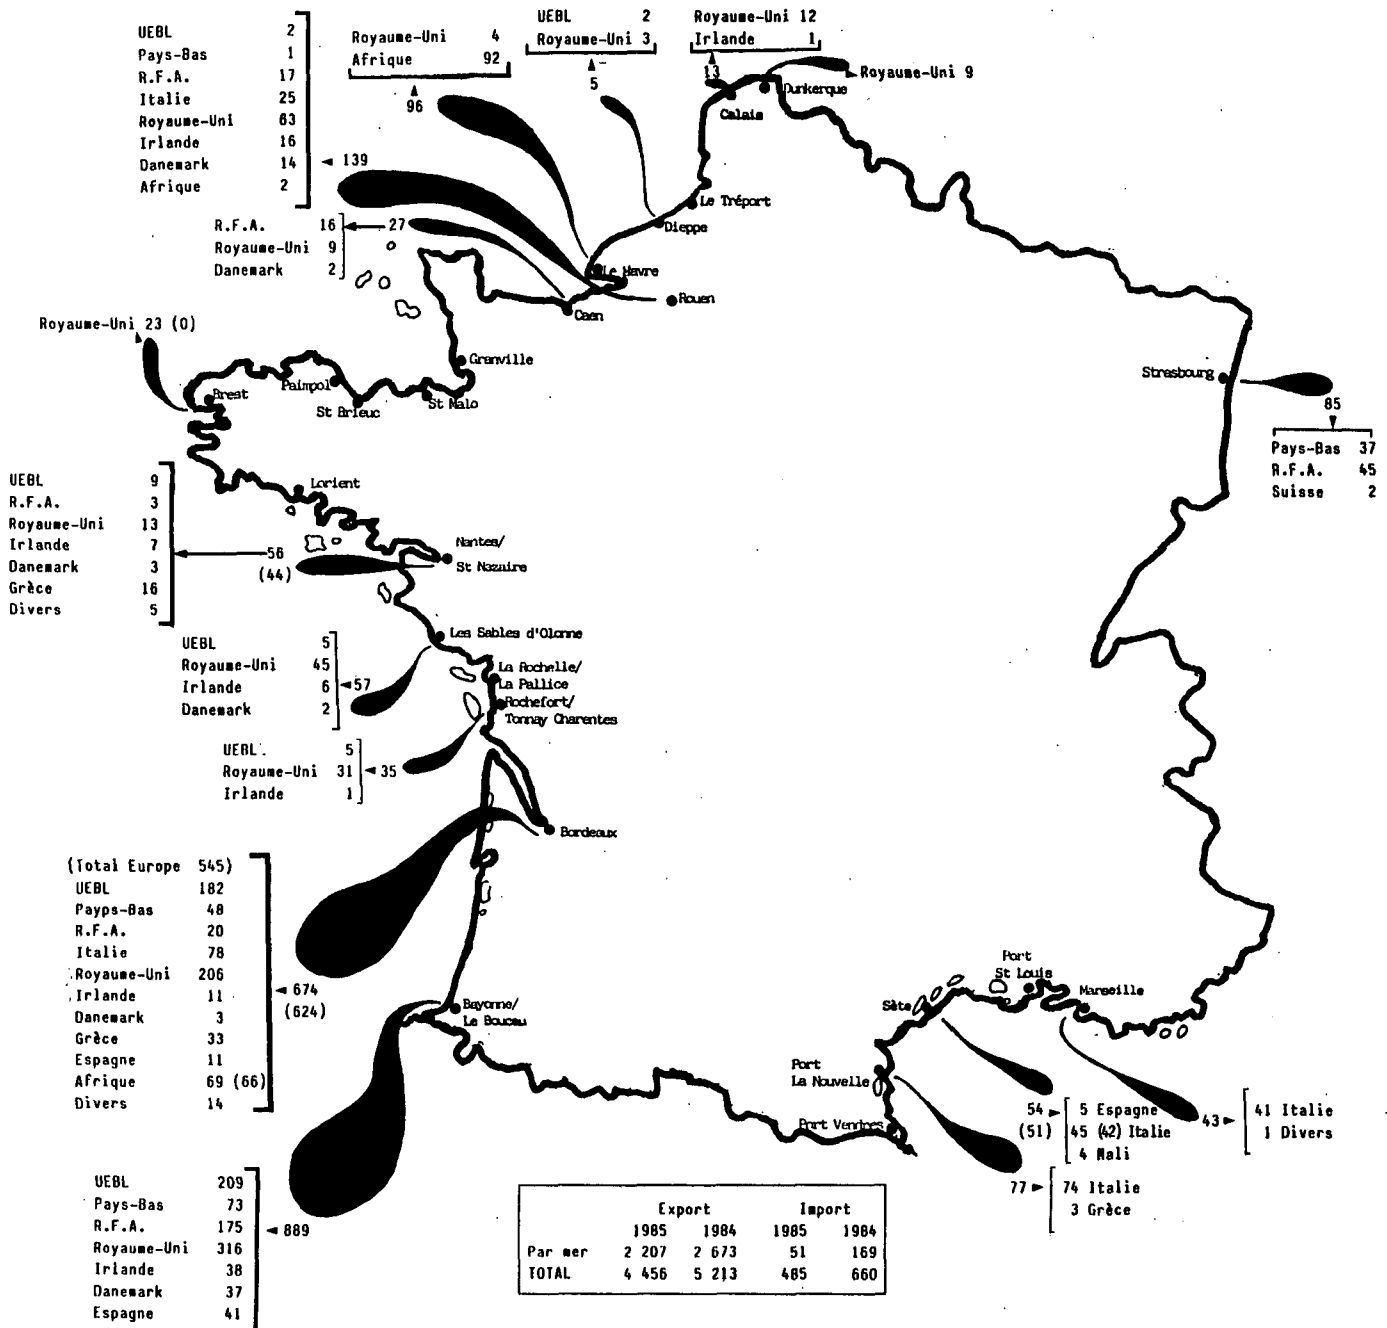 UEBL 2
Pays-Bas 1
R.F.A. 17
Italie 25
Royaume-Uni 63
Irlande 16
Danemark 14
Afrique 2
139
Royaume-Uni 4
Afrique 92
96
UEBL 2
Royaume-Uni 3
5
Royaume-Uni 12
Irlande 1
13
Royaume-Uni 9
Dunkerque
Calais
Le Tréport
Dieppe
Le Havre
Rouen
Caen
R.F.A. 16
Royaume-Uni 9
Danemark 2
27
Royaume-Uni 23 (0)
Granville
Paimpol
Brest
St Brieuc
St Malo
Strasbourg
85
Pays-Bas 37
R.F.A. 45
Suisse 2
UEBL 9
R.F.A. 3
Royaume-Uni 13
Irlande 7
Danemark 3
Grèce 16
Divers 5
56
(44)
Lorient
Nantes/
St Nazaire
UEBL 5
Royaume-Uni 45
Irlande 6
Danemark 2
57
Les Sables d'Olonne
La Rochelle/
La Pallice
Rochefort/
Tonnay Charentes
UEBL 5
Royaume-Uni 31
Irlande 1
35
Bordeaux
(Total Europe 545)
UEBL 182
Payps-Bas 48
R.F.A. 20
Italie 78
Royaume-Uni 206
Irlande 11
Danemark 3
Grèce 33
Espagne 11
Afrique 69 (66)
Divers 14
674
(624)
Bayonne/
Le Boucau
Port
St Louis
Marseille
Sète
Port
La Nouvelle
Port Vendres
54
(51)
5 Espagne
45 (42) Italie
4 Mali
43
41 Italie
1 Divers
77
74 Italie
3 Grèce
UEBL 209
Pays-Bas 73
R.F.A. 175
Royaume-Uni 316
Irlande 38
Danemark 37
Espagne 41
889
Export Import
1985 1984 1985 1984
Par mer 2 207 2 673 51 169
TOTAL 4 456 5 213 485 660